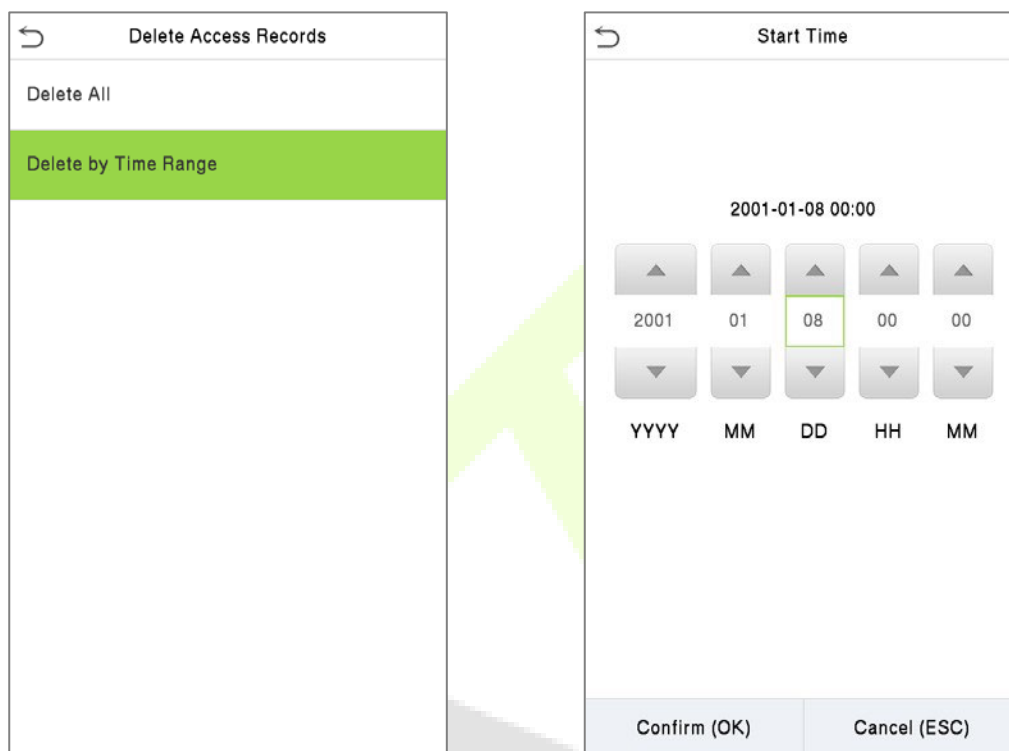 Delete Access Records
Delete All
Delete by Time Range
Start Time
2001-01-08 00:00
2001 01 08 00 00
YYYY MM DD HH MM
Confirm (OK) Cancel (ESC)